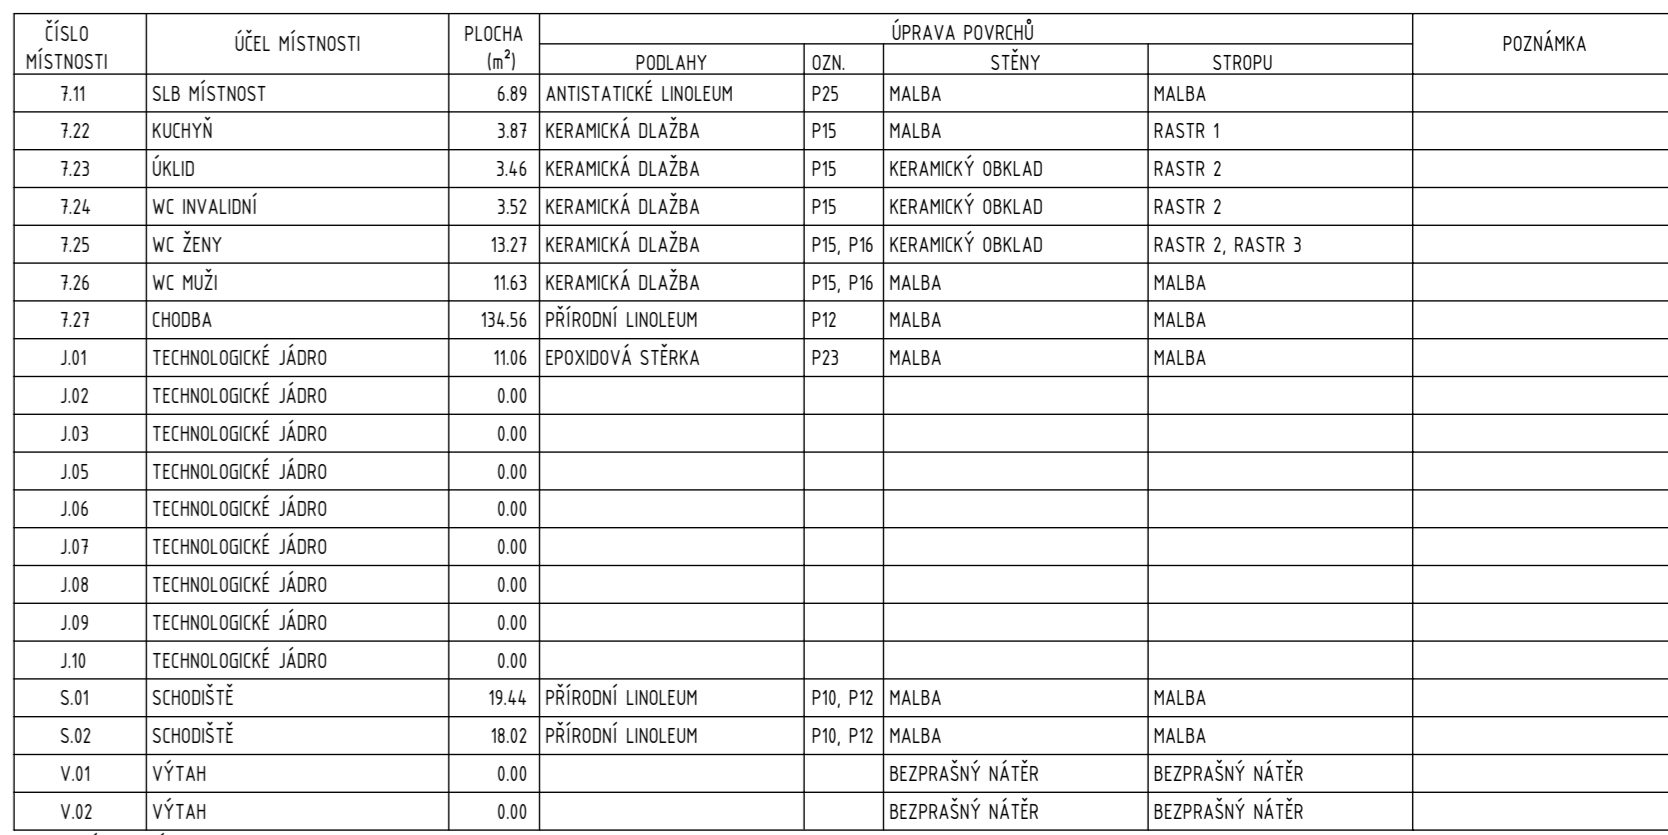 ČÍSLO MÍSTNOSTI ÚČEL MÍSTNOSTI PLOCHA (m²) ÚPRAVA POVRCHŮ POZNÁMKA
PODLAHY OZN. STĚNY STROPU
7.11 SLB MÍSTNOST 6.89 ANTISTATICKÉ LINOLEUM P25 MALBA MALBA
7.22 KUCHYŇ 3.87 KERAMICKÁ DLAŽBA P15 MALBA RASTR 1
7.23 ÚKLID 3.46 KERAMICKÁ DLAŽBA P15 KERAMICKÝ OBKLAD RASTR 2
7.24 WC INVALIDNÍ 3.52 KERAMICKÁ DLAŽBA P15 KERAMICKÝ OBKLAD RASTR 2
7.25 WC ŽENY 13.27 KERAMICKÁ DLAŽBA P15, P16 KERAMICKÝ OBKLAD RASTR 2, RASTR 3
7.26 WC MUŽI 11.63 KERAMICKÁ DLAŽBA P15, P16 MALBA MALBA
7.27 CHODBA 134.56 PŘÍRODNÍ LINOLEUM P12 MALBA MALBA
J.01 TECHNOLOGICKÉ JÁDRO 11.06 EPOXIDOVÁ STĚRKA P23 MALBA MALBA
J.02 TECHNOLOGICKÉ JÁDRO 0.00
J.03 TECHNOLOGICKÉ JÁDRO 0.00
J.05 TECHNOLOGICKÉ JÁDRO 0.00
J.06 TECHNOLOGICKÉ JÁDRO 0.00
J.07 TECHNOLOGICKÉ JÁDRO 0.00
J.08 TECHNOLOGICKÉ JÁDRO 0.00
J.09 TECHNOLOGICKÉ JÁDRO 0.00
J.10 TECHNOLOGICKÉ JÁDRO 0.00
S.01 SCHODIŠTĚ 19.44 PŘÍRODNÍ LINOLEUM P10, P12 MALBA MALBA
S.02 SCHODIŠTĚ 18.02 PŘÍRODNÍ LINOLEUM P10, P12 MALBA MALBA
V.01 VÝTAH 0.00 BEZPRAŠNÝ NÁTĚR BEZPRAŠNÝ NÁTĚR
V.02 VÝTAH 0.00 BEZPRAŠNÝ NÁTĚR BEZPRAŠNÝ NÁTĚR